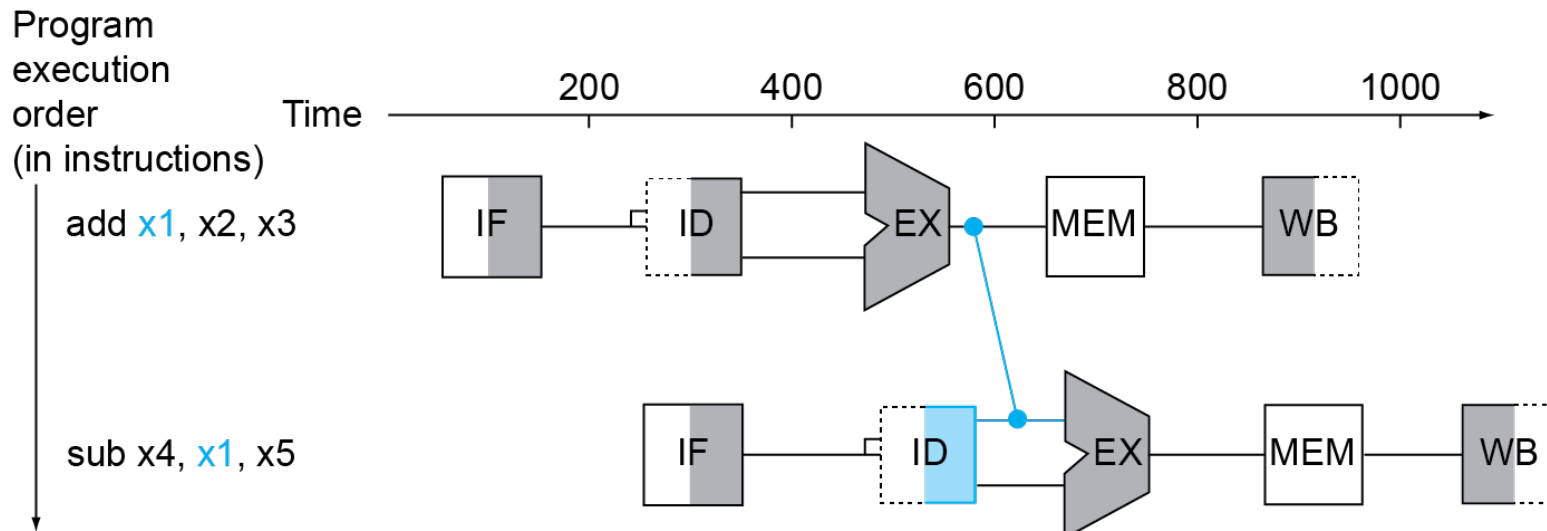 Program
execution
order
(in instructions)
Time
200 400 600 800 1000
add x1, x2, x3
IF ID EX MEM WB
sub x4, x1, x5
IF ID EX MEM WB